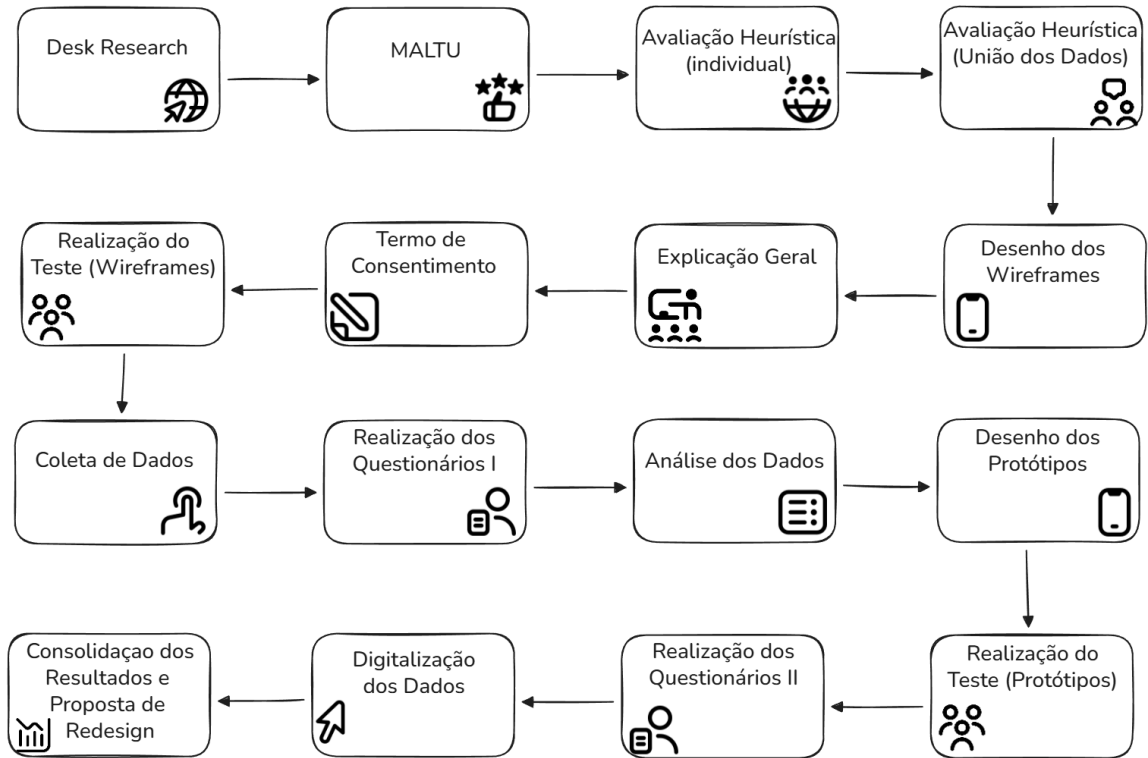 Desk Research
MALTU
Avaliação Heurística
(individual)
Avaliação Heurística
(União dos Dados)
Desenho dos
Wireframes
Explicação Geral
Termo de
Consentimento
Realização do
Teste (Wireframes)
Coleta de Dados
Realização dos
Questionários I
Análise dos Dados
Desenho dos
Protótipos
Realização do
Teste (Protótipos)
Realização dos
Questionários II
Digitalização
dos Dados
Consolidaçao dos
Resultados e
Proposta de
Redesign